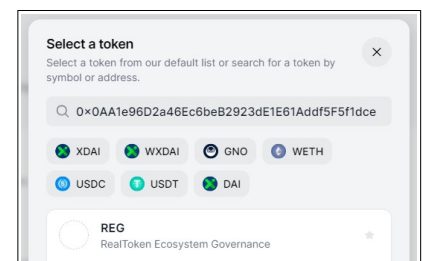 Select a token
Select a token from our default list or search for a token by
symbol or address.
0x0AA1e96D2a46Ec6beB2923dE1E61Addf5F5f1dce
XDAI WXDAI GNO WETH
USDC USDT DAI
REG
RealToken Ecosystem Governance